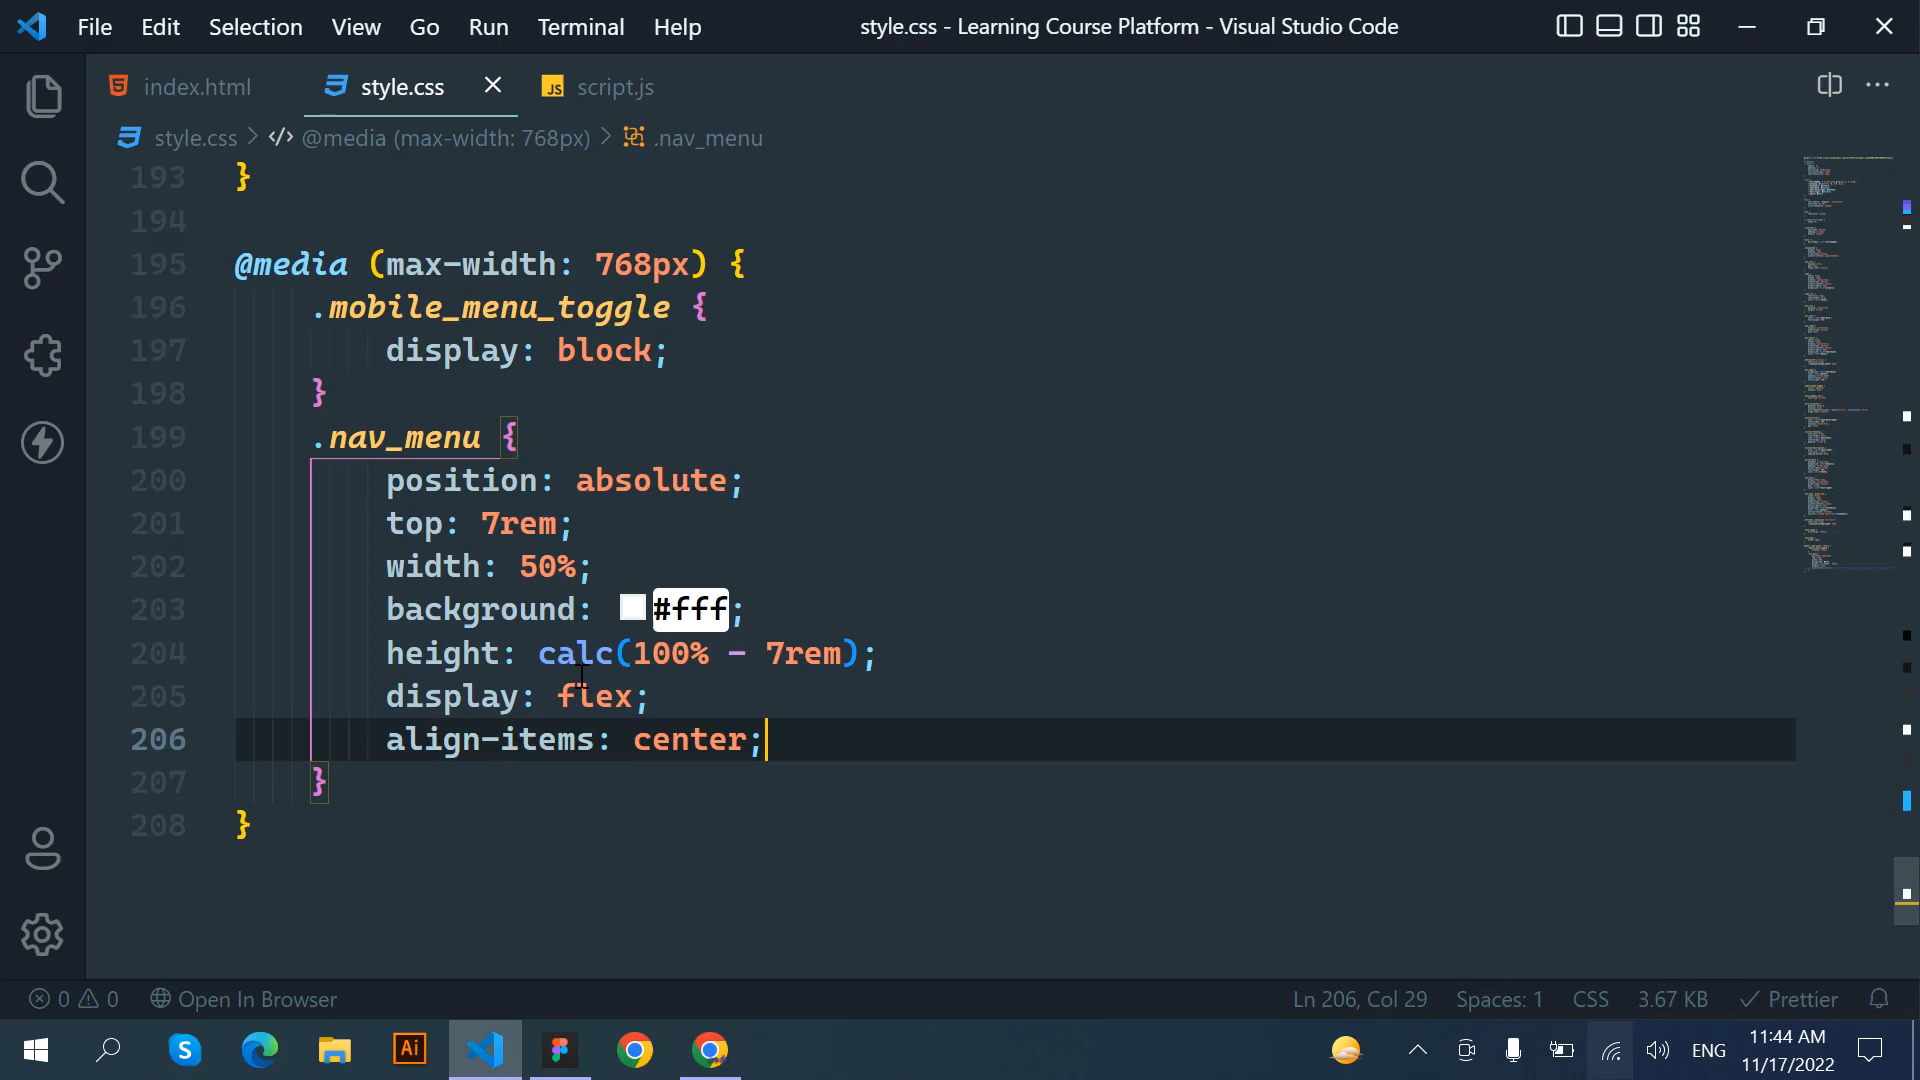 File Edit Selection View Go Run Terminal Help style.css - Learning Course Platform - Visual Studio Code
index.html style.css script.js
style.css > @media (max-width: 768px) > .nav_menu
193 }
194
195 @media (max-width: 768px) {
196 .mobile_menu_toggle {
197 display: block;
198 }
199 .nav_menu {
200 position: absolute;
201 top: 7rem;
202 width: 50%;
203 background: #fff;
204 height: calc(100% - 7rem);
205 display: flex;
206 align-items: center;
207 }
208 }
0 0 Open In Browser Ln 206, Col 29 Spaces: 1 CSS 3.67 KB Prettier
ENG 11:44 AM
11/17/2022